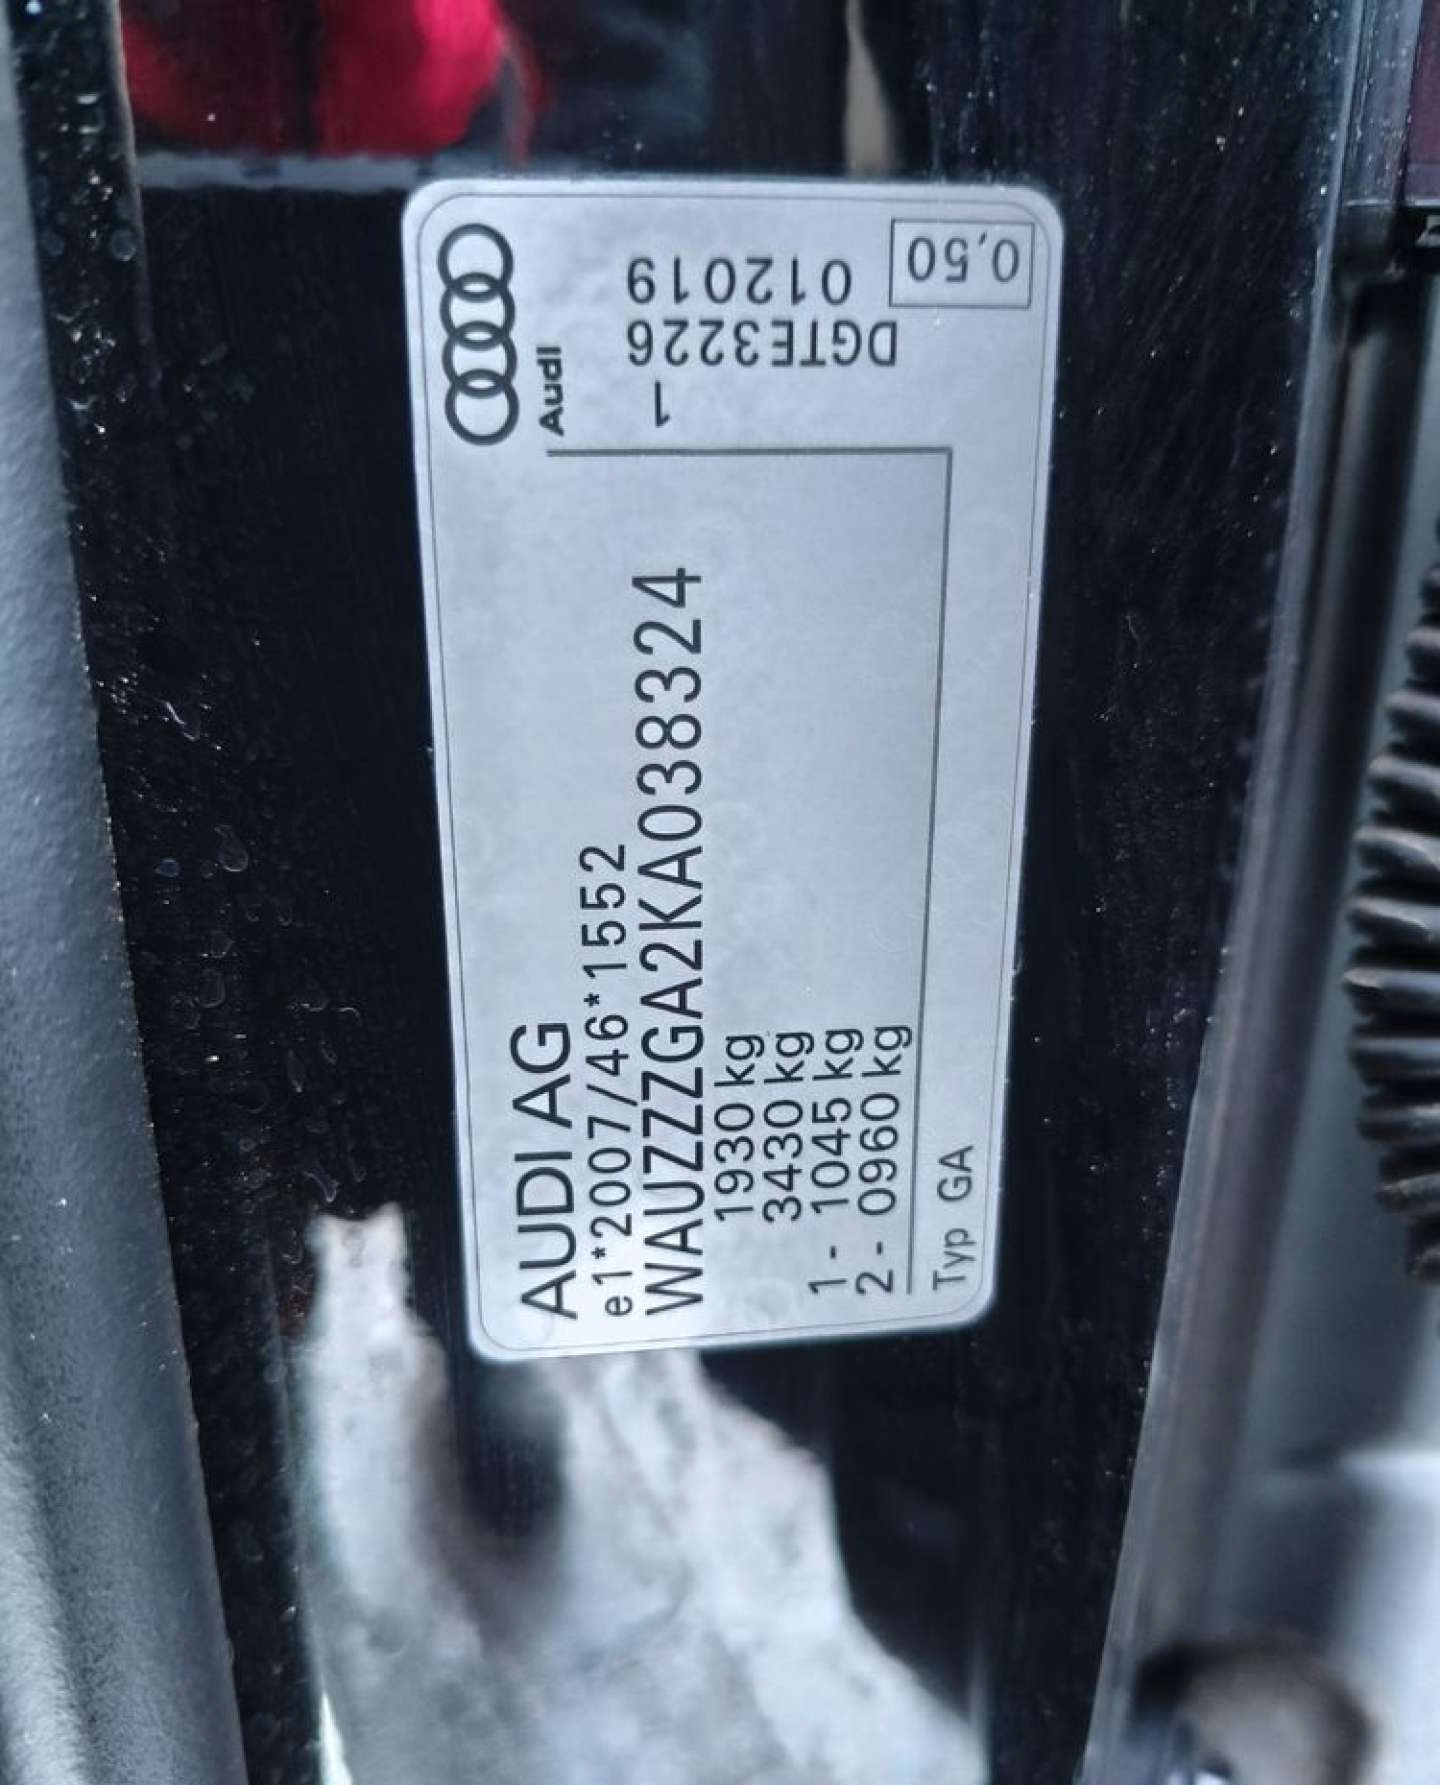 AUDI AG
e1*2007/46*1552
WAUZZZGA2KA038324
1930 kg
3430 kg
1 - 1045 kg
2 - 0960 kg
Typ GA
Audi
1
DGTE3226
012019
0,50